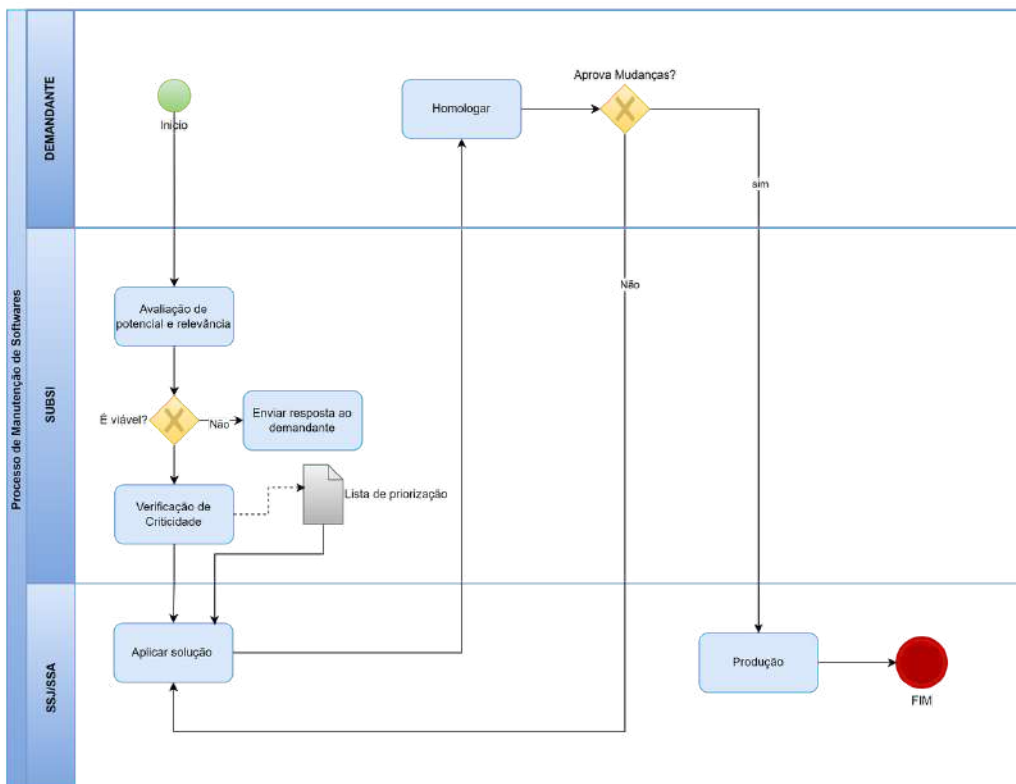 Processo de Manutenção de Softwares
DEMANDANTE
Início
Homologar
Aprova Mudanças?
sim
Não
SUBSI
Avaliação de
potencial e relevância
É viável?
Não
Enviar resposta ao
demandante
Verificação de
Criticidade
Lista de priorização
SSJ/SSA
Aplicar solução
Produção
FIM